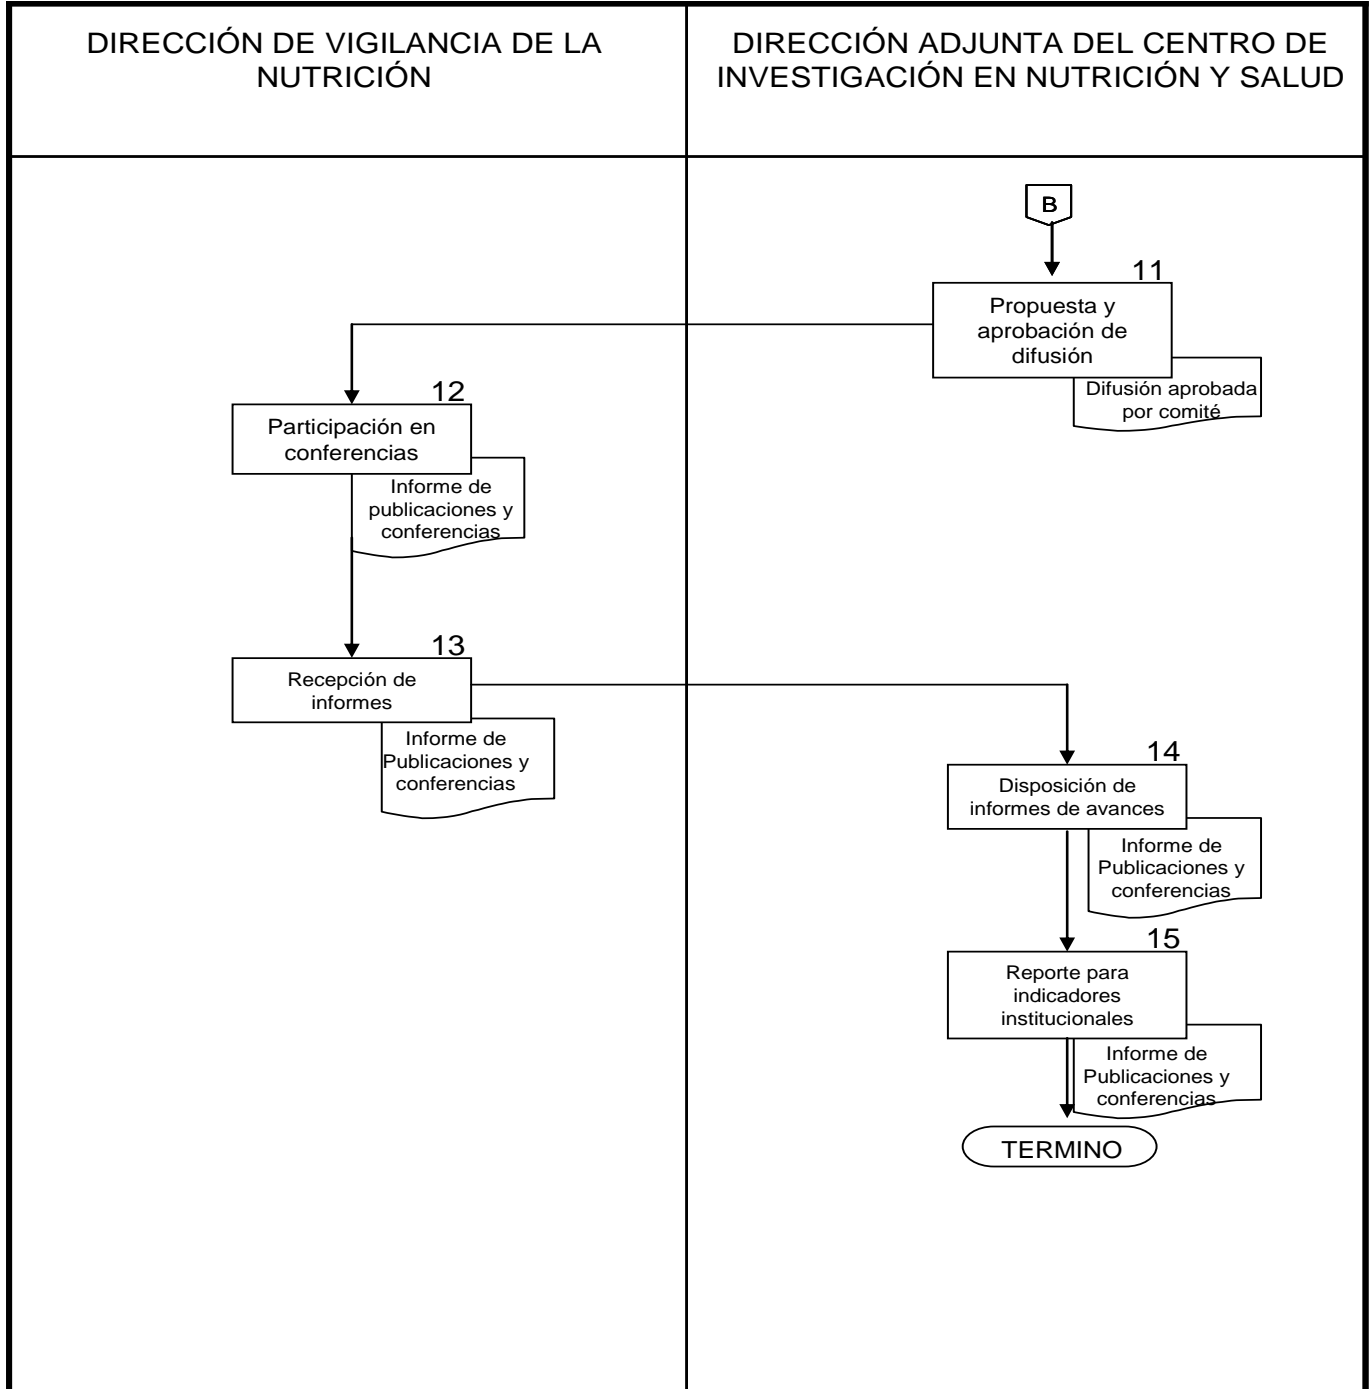 DIRECCIÓN DE VIGILANCIA DE LA
NUTRICIÓN
DIRECCIÓN ADJUNTA DEL CENTRO DE
INVESTIGACIÓN EN NUTRICIÓN Y SALUD
B
11
Propuesta y
aprobación de
difusión
Difusión aprobada
por comité
12
Participación en
conferencias
Informe de
publicaciones y
conferencias
13
Recepción de
informes
Informe de
Publicaciones y
conferencias
14
Disposición de
informes de avances
Informe de
Publicaciones y
conferencias
15
Reporte para
indicadores
institucionales
Informe de
Publicaciones y
conferencias
TERMINO